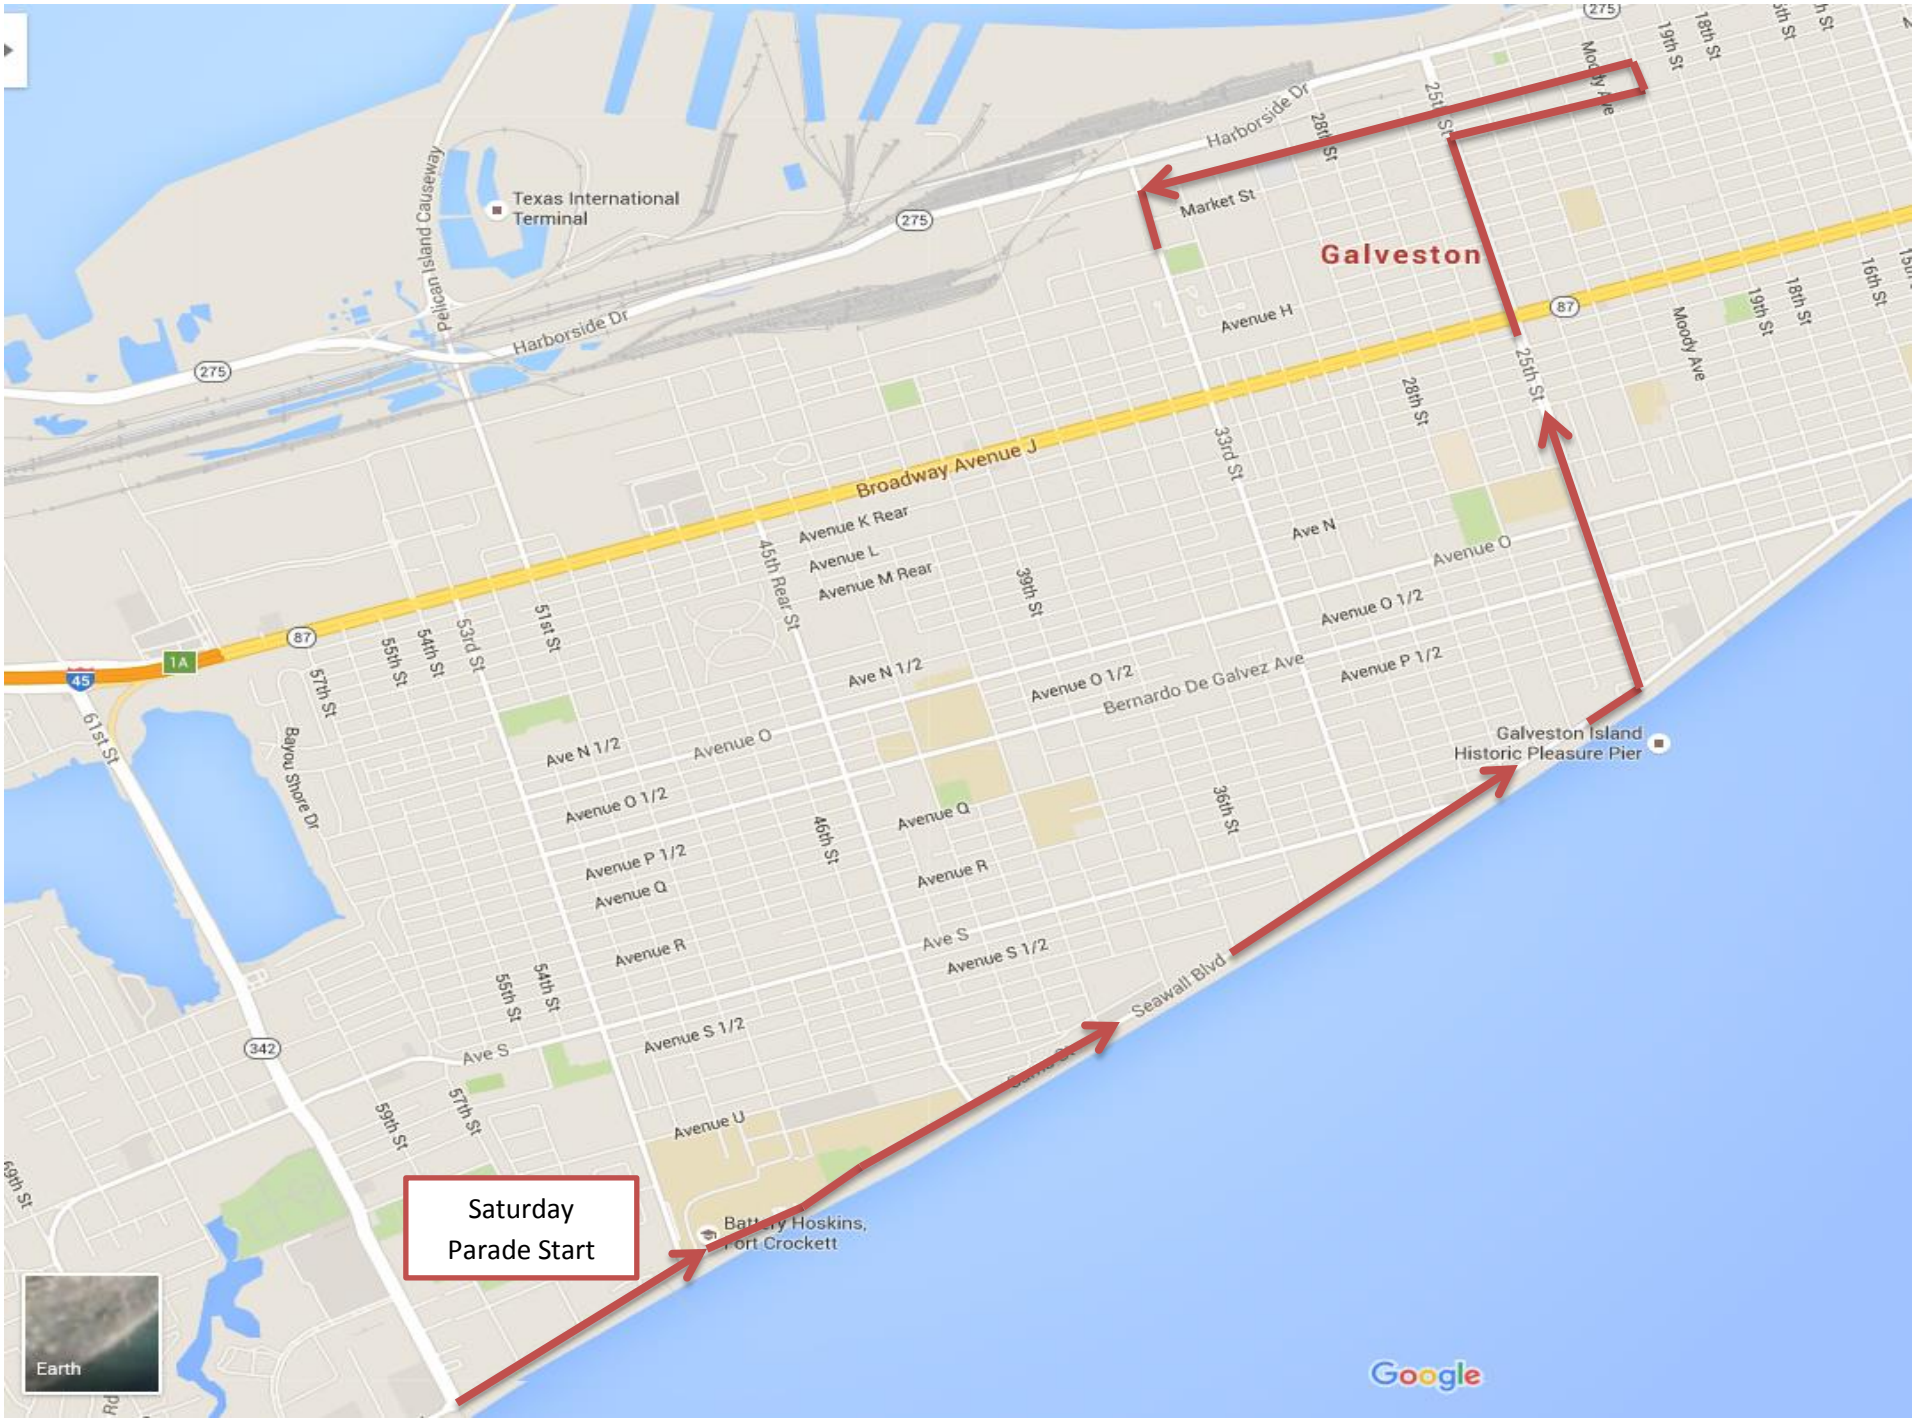 275
19th St
18th St
Moody Ave
25th St
Harborside Dr
28th St
Pelican Island Causeway
Texas International
Terminal
275
Market St
Galveston
16th St
Avenue H
87
19th St
18th St
Moody Ave
Harborside Dr
275
25th St
28th St
33rd St
Broadway Avenue J
Avenue K Rear
Avenue L
Avenue M Rear
45th Rear St
39th St
Ave N
Avenue O
Avenue O 1/2
51st St
53rd St
54th St
55th St
57th St
87
1A
45
61st St
Bayou Shore Dr
Ave N 1/2
Avenue O 1/2
Bernardo De Galvez Ave
Avenue P 1/2
Galveston Island
Historic Pleasure Pier
Ave N 1/2
Avenue O
Avenue O 1/2
Avenue P 1/2
Avenue Q
46th St
Avenue Q
36th St
Avenue R
Avenue R
Ave S
Avenue S 1/2
54th St
55th St
Seawall Blvd
342
Ave S
Avenue S 1/2
59th St
57th St
Avenue U
69th St
Saturday
Parade Start
Battery Hoskins,
Fort Crockett
Earth
Rd
Google